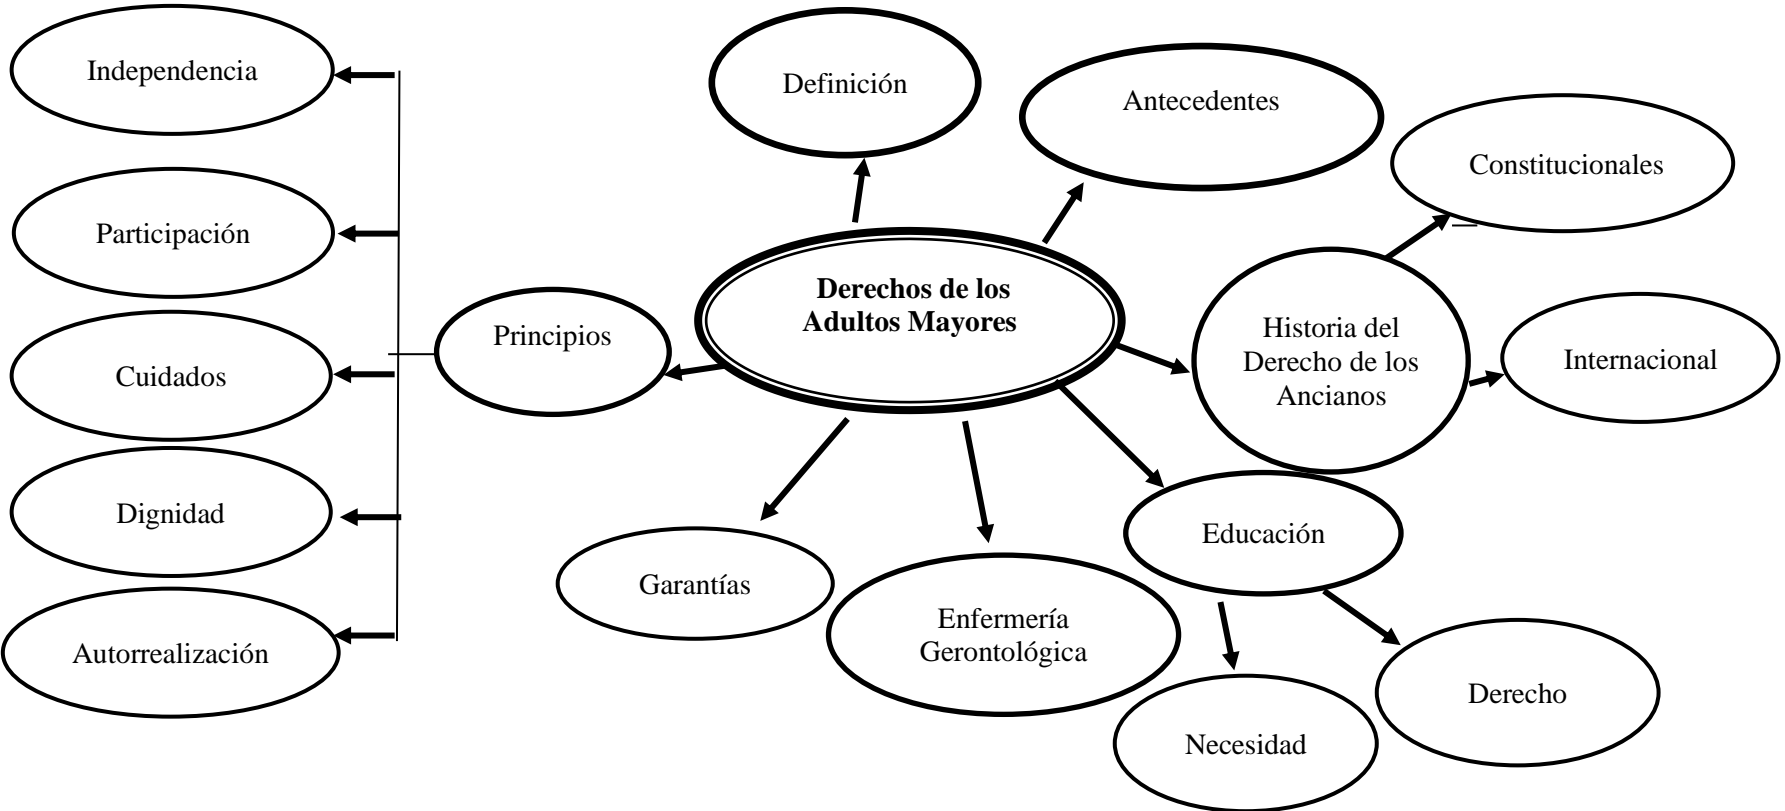 Independencia
Definición
Antecedentes
Constitucionales
Participación
Derechos de los
Adultos Mayores
Principios
Historia del
Derecho de los
Ancianos
Internacional
Cuidados
Dignidad
Educación
Garantías
Enfermería
Gerontológica
Autorrealización
Derecho
Necesidad